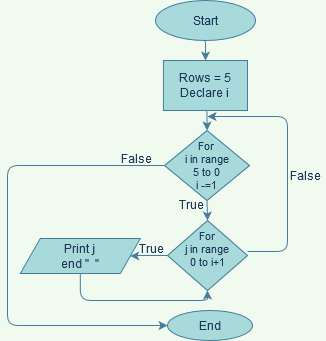 Start
Rows = 5
Declare i
For
i in range
5 to 0
i -=1
False
True
False
For
j in range
0 to i+1
True
Print j
end " "
End